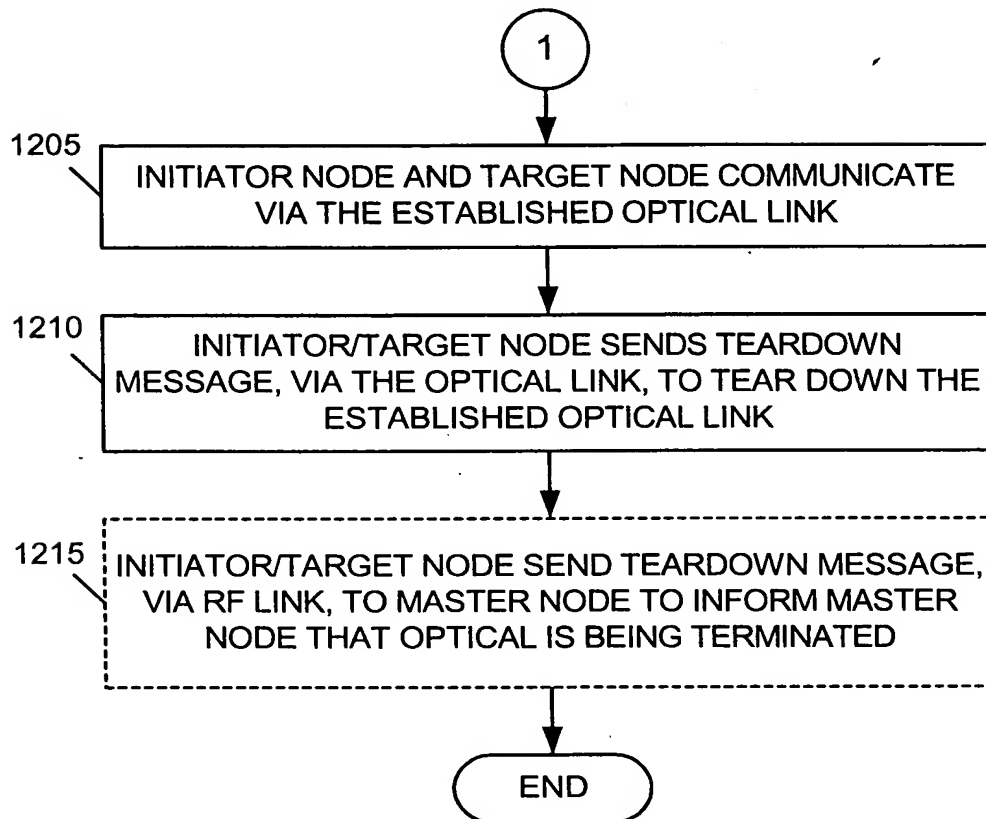 1
1205
INITIATOR NODE AND TARGET NODE COMMUNICATE
VIA THE ESTABLISHED OPTICAL LINK
1210
INITIATOR/TARGET NODE SENDS TEARDOWN
MESSAGE, VIA THE OPTICAL LINK, TO TEAR DOWN THE
ESTABLISHED OPTICAL LINK
1215
INITIATOR/TARGET NODE SEND TEARDOWN MESSAGE,
VIA RF LINK, TO MASTER NODE TO INFORM MASTER
NODE THAT OPTICAL IS BEING TERMINATED
END